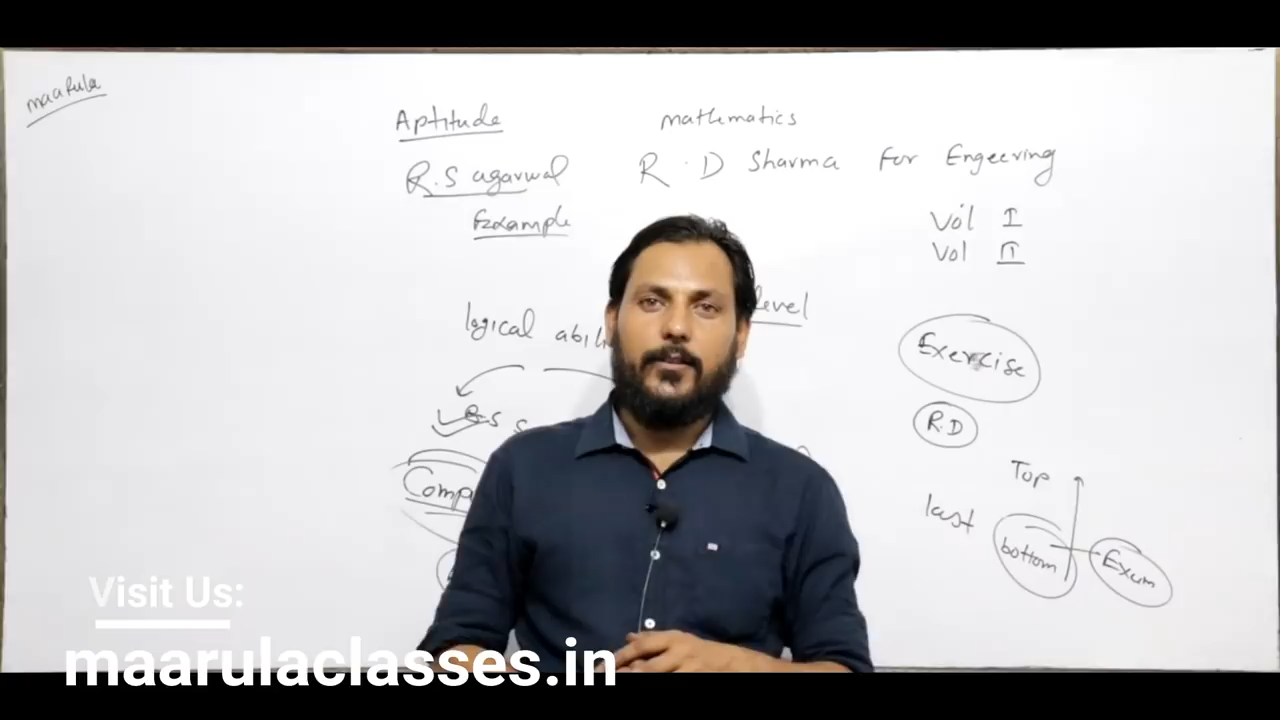 maarula
Aptitude mathematics
R.S agarwal R.D Sharma For Engeering
Example Vol I
Vol II
level
logical
Exercise
R.D
Top
last
bottom Exam
Visit Us:
maarulaclasses.in